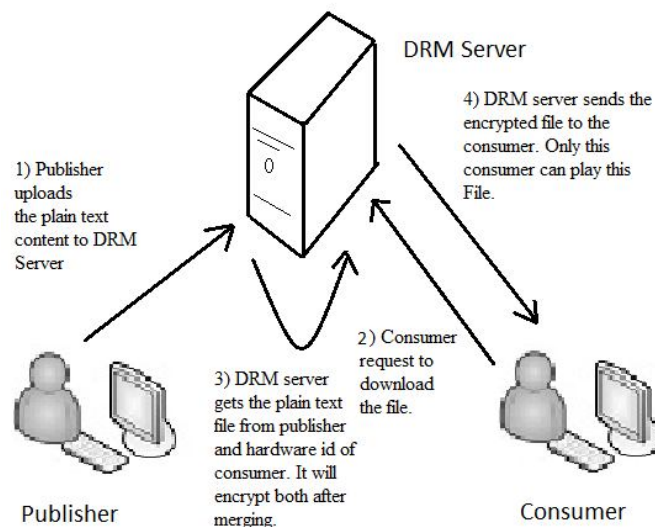 DRM Server
4) DRM server sends the
encrypted file to the
consumer. Only this
consumer can play this
File.
1) Publisher
uploads
the plain text
content to DRM
Server
2) Consumer
request to
download
the file.
3) DRM server
gets the plain text
file from publisher
and hardware id of
consumer. It will
encrypt both after
merging.
Publisher
Consumer